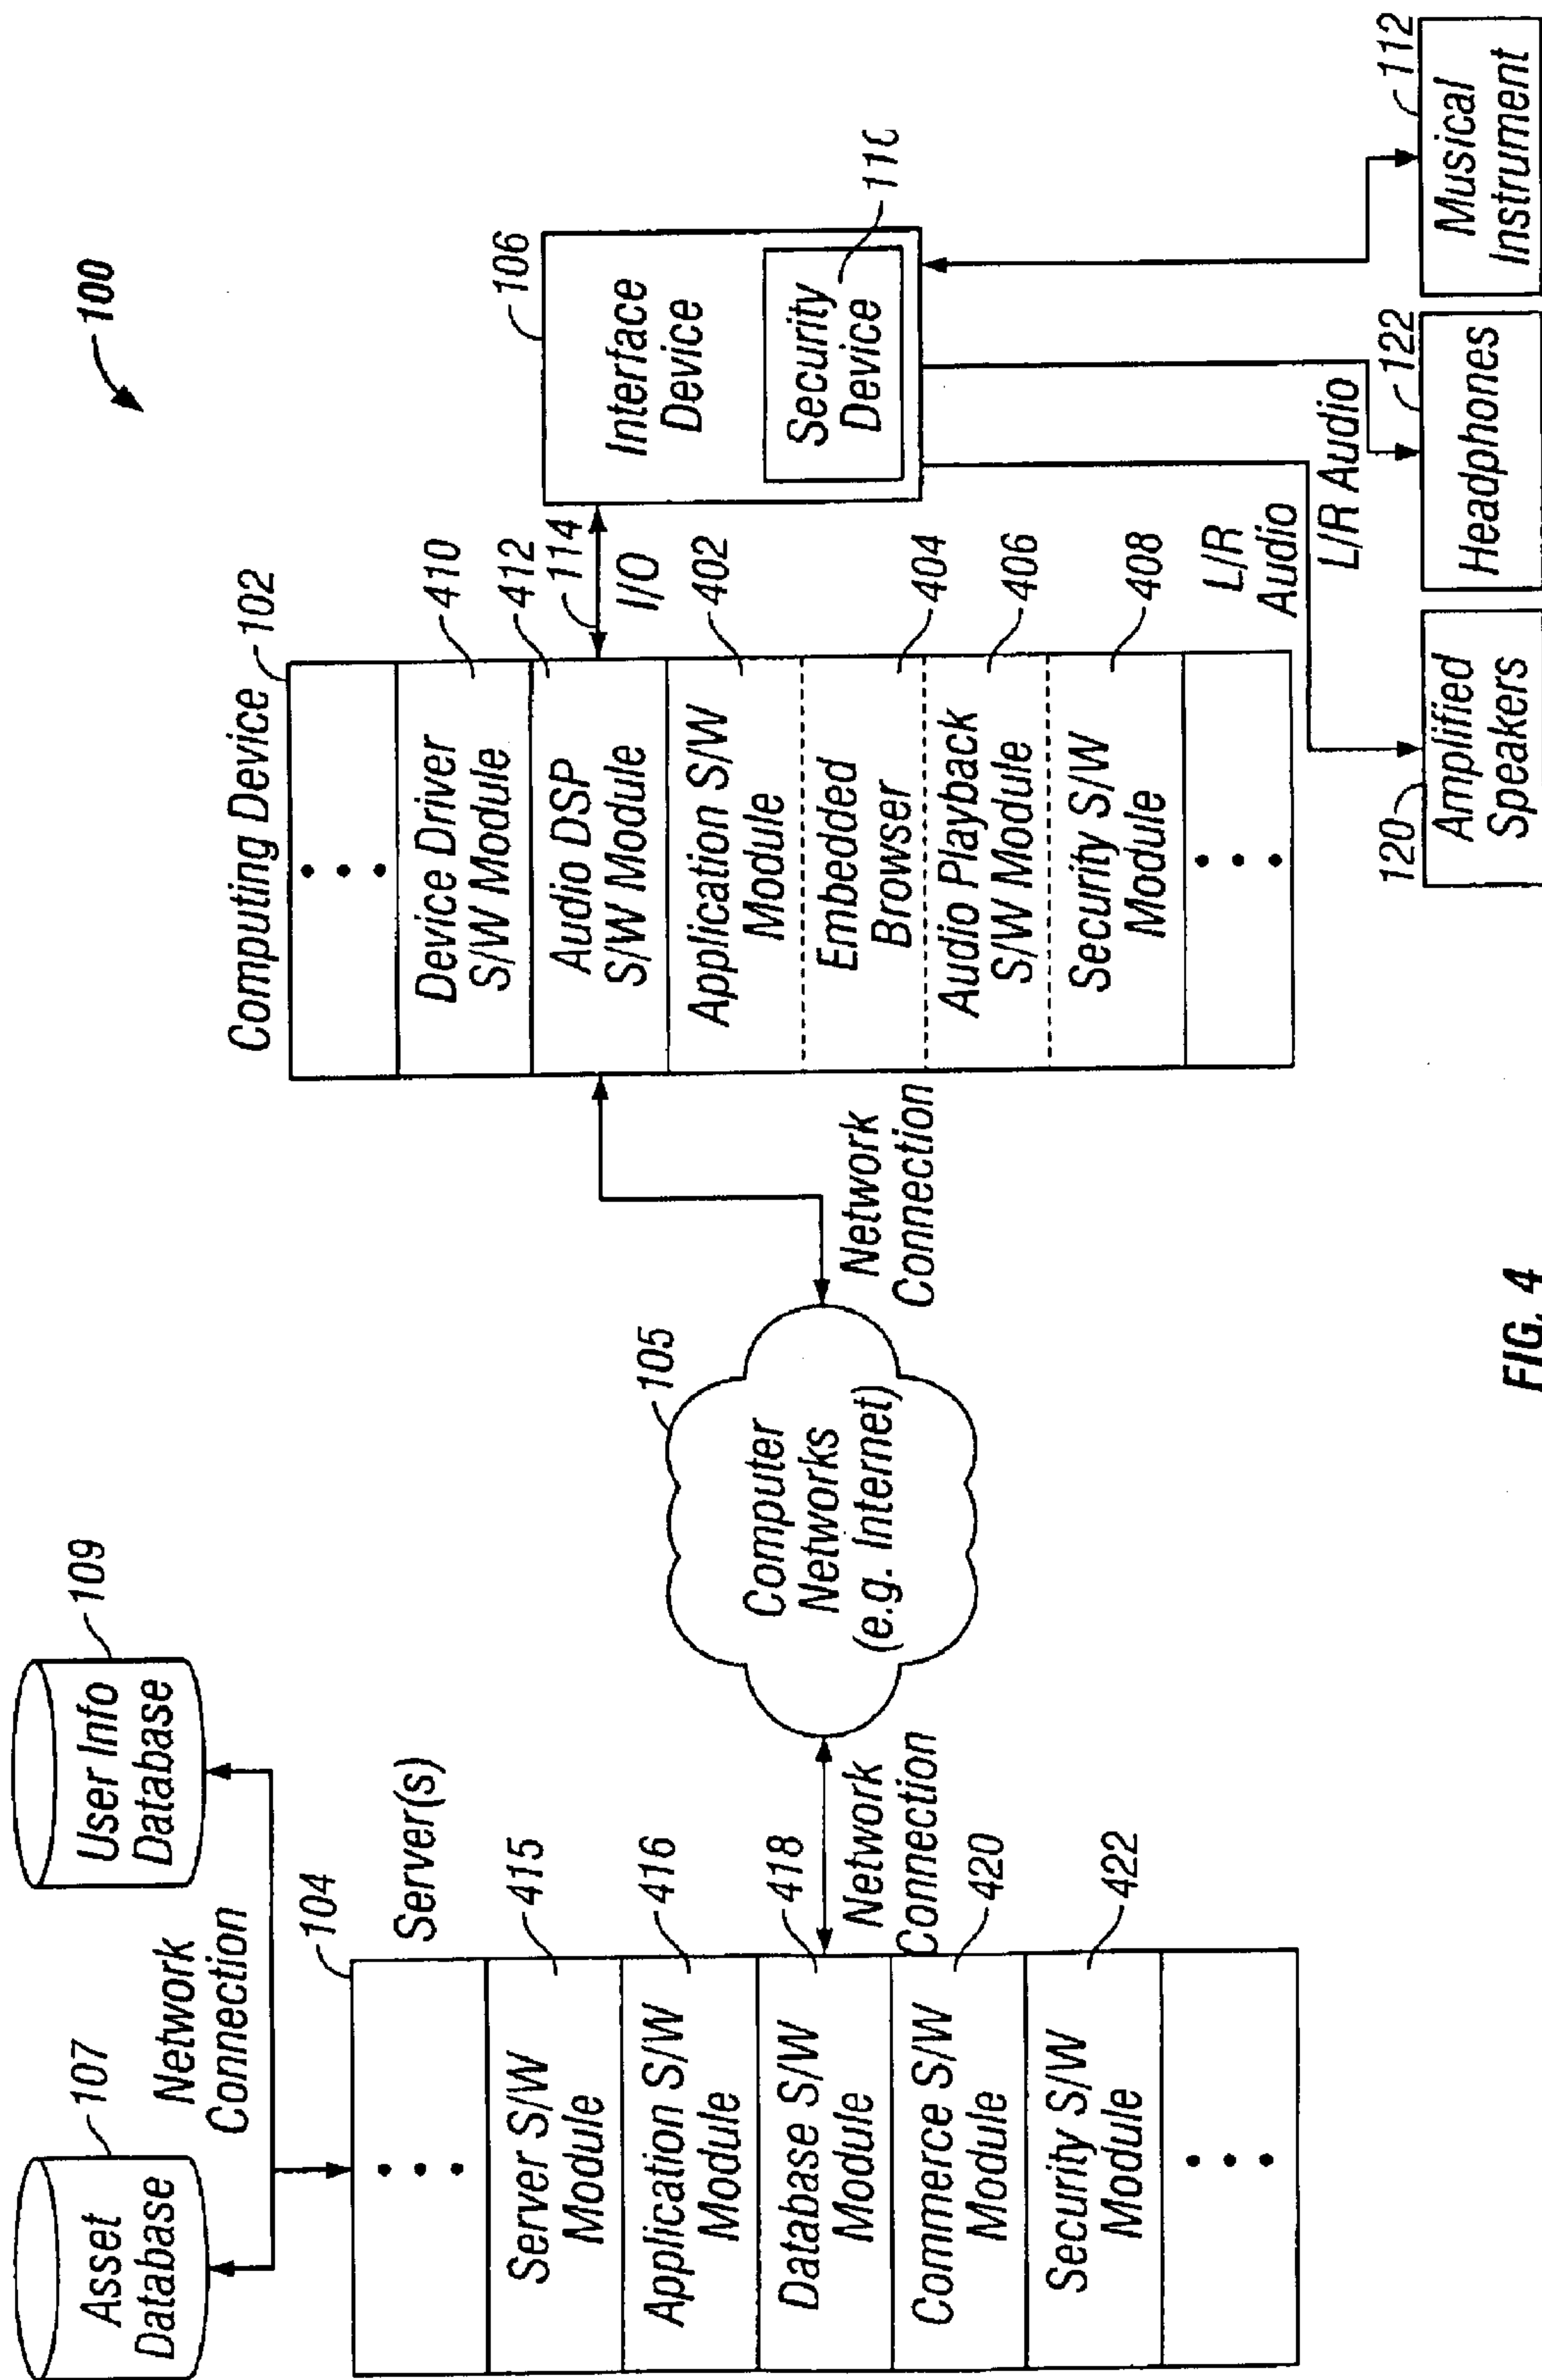 100
Asset
Database
107
Network
Connection
User Info
Database
109
104
Server(s)
Server S/W
Module
415
Application S/W
Module
416
Database S/W
Module
418
Commerce S/W
Module
420
Security S/W
Module
422
Network
Connection
105
Computer
Networks
(e.g. Internet)
Network
Connection
Computing Device
102
Device Driver
S/W Module
410
Audio DSP
S/W Module
412
Application S/W
Module
402
Embedded
Browser
404
Audio Playback
S/W Module
406
Security S/W
Module
408
114
I/O
106
Interface
Device
Security
Device
L/R
Audio
L/R Audio
120
Amplified
Speakers
122
Headphones
112
Musical
Instrument
FIG. 4